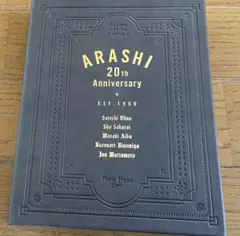 ARASHI
20th
Anniversary
EST. 1999
Satoshi Ohno
Sho Sakurai
Masaki Aiba
Kazunari Ninomiya
Jun Matsumoto